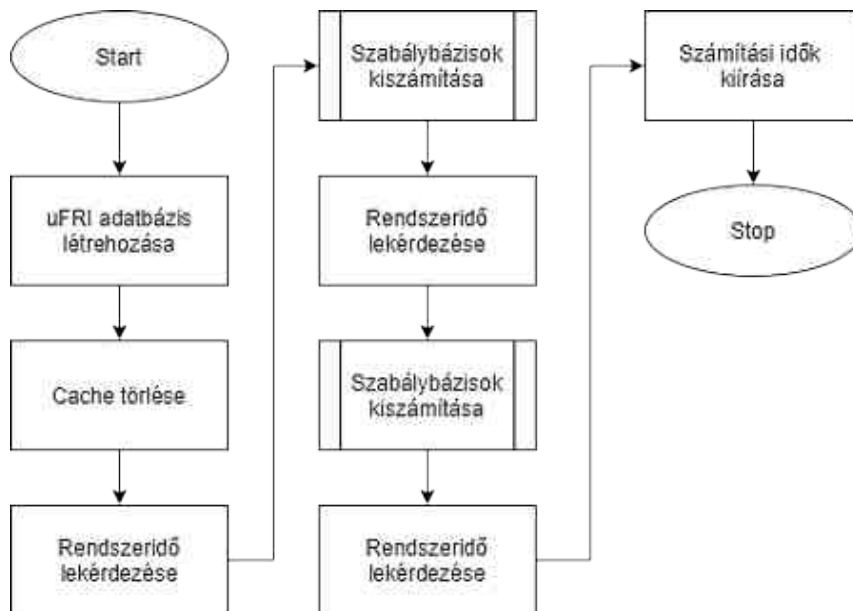 Start
uFRI adatbázis
létrehozása
Cache törlése
Rendszeridő
lekérdezése
Szabálybázisok
kiszámítása
Rendszeridő
lekérdezése
Szabálybázisok
kiszámítása
Rendszeridő
lekérdezése
Számítási idők
kiírása
Stop